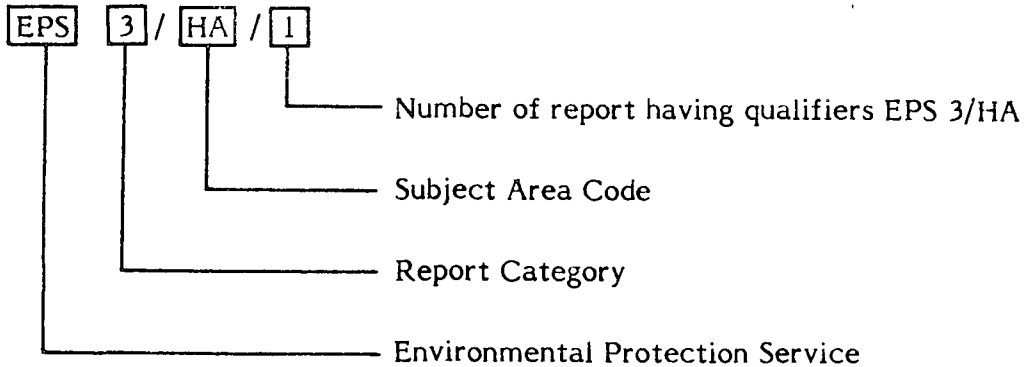 EPS 3 / HA / 1
Number of report having qualifiers EPS 3/HA
Subject Area Code
Report Category
Environmental Protection Service